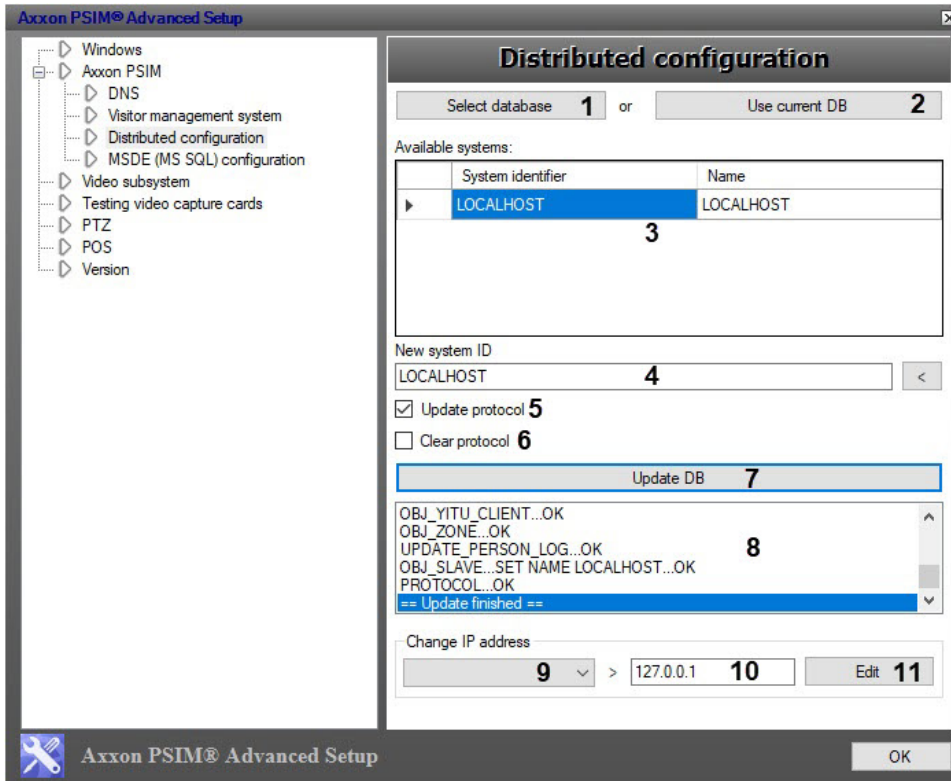 Axxon PSIM® Advanced Setup
Windows
Axxon PSIM
DNS
Visitor management system
Distributed configuration
MSDE (MS SQL) configuration
Video subsystem
Testing video capture cards
PTZ
POS
Version
Distributed configuration
Select database 1 or Use current DB 2
Available systems:
System identifier Name
LOCALHOST LOCALHOST
3
New system ID
LOCALHOST 4 <
Update protocol 5
Clear protocol 6
Update DB 7
OBJ_YITU_CLIENT...OK
OBJ_ZONE...OK
UPDATE_PERSON_LOG...OK
8
OBJ_SLAVE...SET NAME LOCALHOST...OK
PROTOCOL...OK
== Update finished ==
Change IP address
9 > 127.0.0.1 10 Edit 11
Axxon PSIM® Advanced Setup
OK